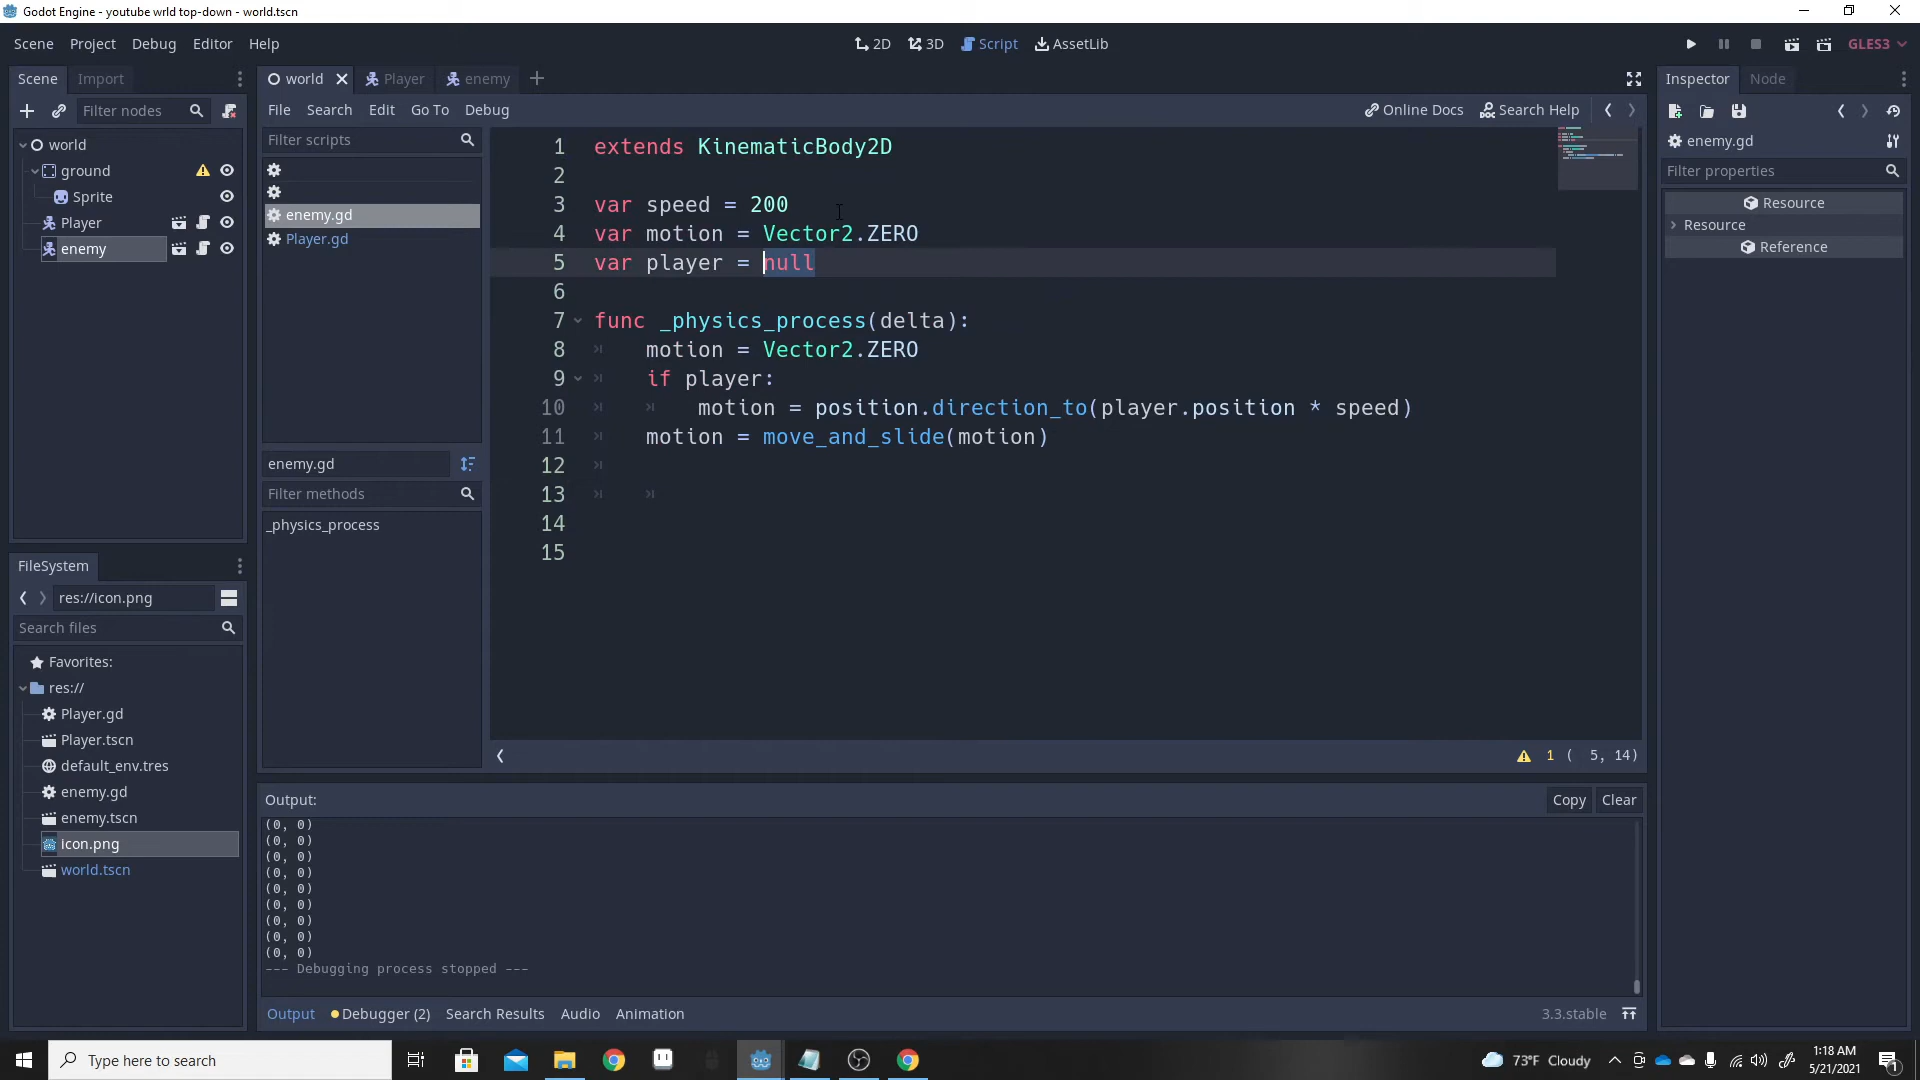 Godot Engine - youtube wrld top-down - world.tscn
Scene Project Debug Editor Help
2D 3D Script AssetLib
GLES3
Scene Import
Filter nodes
world
ground
Sprite
Player
enemy
FileSystem
res://icon.png
Search files
Favorites:
res://
Player.gd
Player.tscn
default_env.tres
enemy.gd
enemy.tscn
icon.png
world.tscn
world Player enemy
File Search Edit Go To Debug
Online Docs Search Help
Filter scripts
enemy.gd
Player.gd
enemy.gd
Filter methods
_physics_process
1 extends KinematicBody2D
2
3 var speed = 200
4 var motion = Vector2.ZERO
5 var player = null
6
7 func _physics_process(delta):
8 motion = Vector2.ZERO
9 if player:
10 motion = position.direction_to(player.position * speed)
11 motion = move_and_slide(motion)
12
13
14
15
1 ( 5, 14)
Output:
Copy Clear
(0, 0)
(0, 0)
(0, 0)
(0, 0)
(0, 0)
(0, 0)
(0, 0)
(0, 0)
(0, 0)
--- Debugging process stopped ---
Output Debugger (2) Search Results Audio Animation
3.3.stable
Inspector Node
enemy.gd
Filter properties
Resource
Resource
Reference
Type here to search
73°F Cloudy
1:18 AM
5/21/2021
1